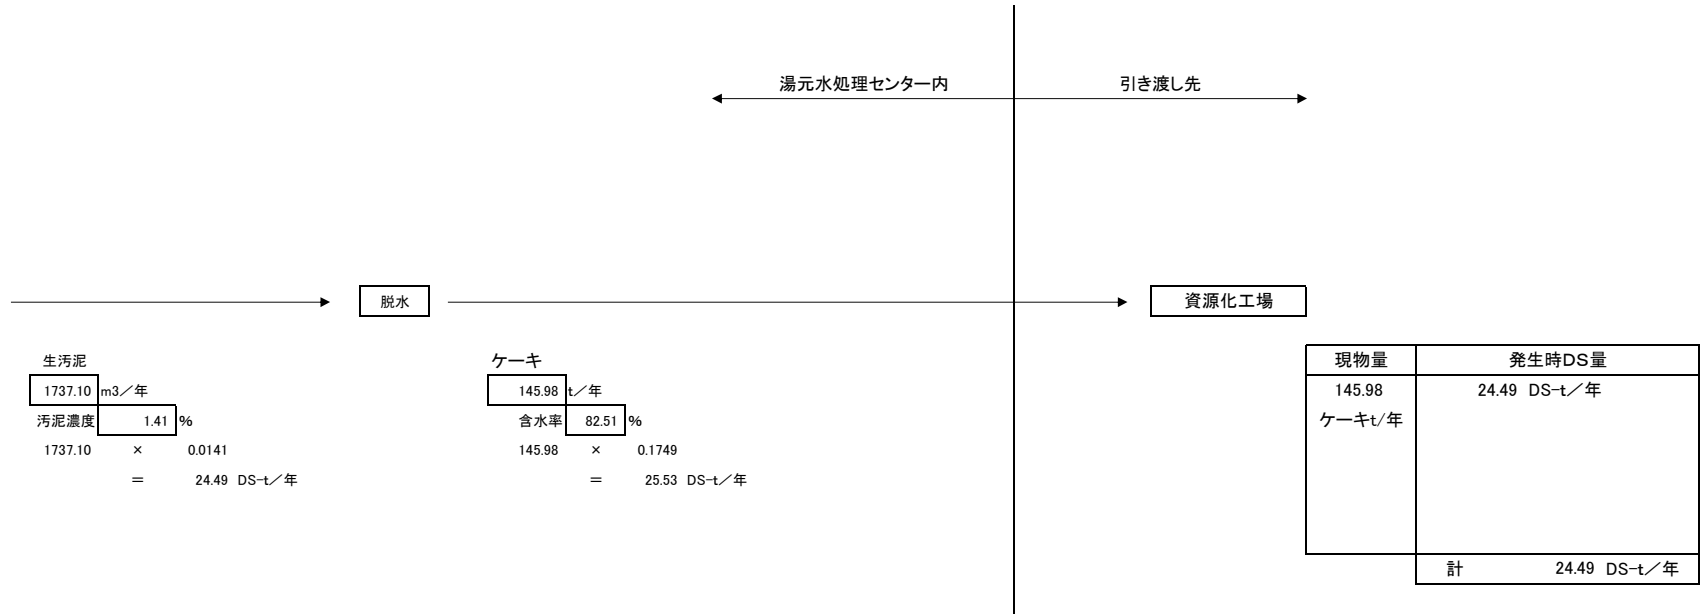 湯元水処理センター内 引き渡し先
脱水 資源化工場
生汚泥
1737.10 m3／年
汚泥濃度 1.41 %
1737.10 × 0.0141
＝ 24.49 DS-t／年
ケーキ
145.98 t／年
含水率 82.51 %
145.98 × 0.1749
＝ 25.53 DS-t／年
現物量 発生時DS量
145.98 24.49 DS-t／年
ケーキt/年
計 24.49 DS-t／年